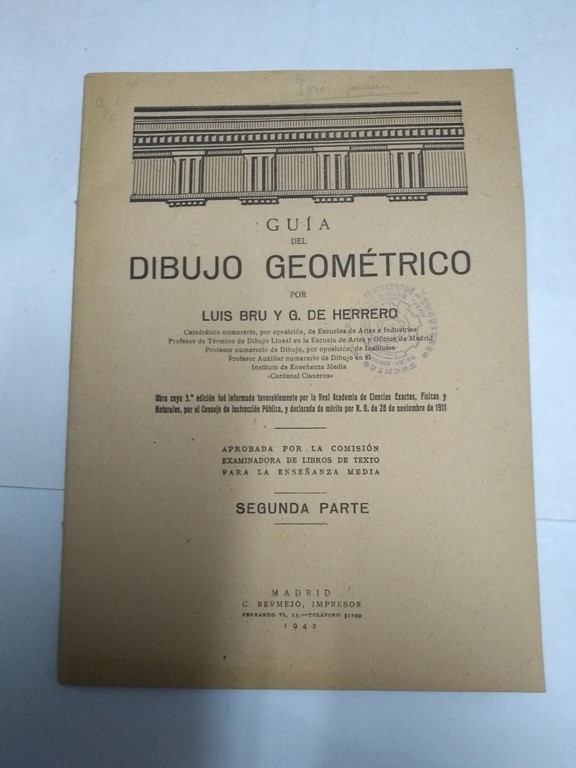 José
GUÍA
DEL
DIBUJO GEOMÉTRICO
POR
LUIS BRU Y G. DE HERRERO
Catedrático numerario, por oposición, de Escuelas de Artes e Industrias
Profesor de Término de Dibujo Lineal en la Escuela de Artes y Oficios de Madrid
Profesor numerario de Dibujo, por oposición, de Institutos
Profesor Auxiliar numerario de Dibujo en el
Instituto de Enseñanza Media
«Cardenal Cisneros»
Obra cuya 3.ª edición fué informada favorablemente por la Real Academia de Ciencias Exactas, Físicas y
Naturales, por el Consejo de Instrucción Pública, y declarada de mérito por R. O. de 28 de noviembre de 1911
APROBADA POR LA COMISIÓN
EXAMINADORA DE LIBROS DE TEXTO
PARA LA ENSEÑANZA MEDIA
SEGUNDA PARTE
MADRID
C. BERMEJO, IMPRESOR
FERNANDO VI, 13.—TELÉFONO 31199
1942